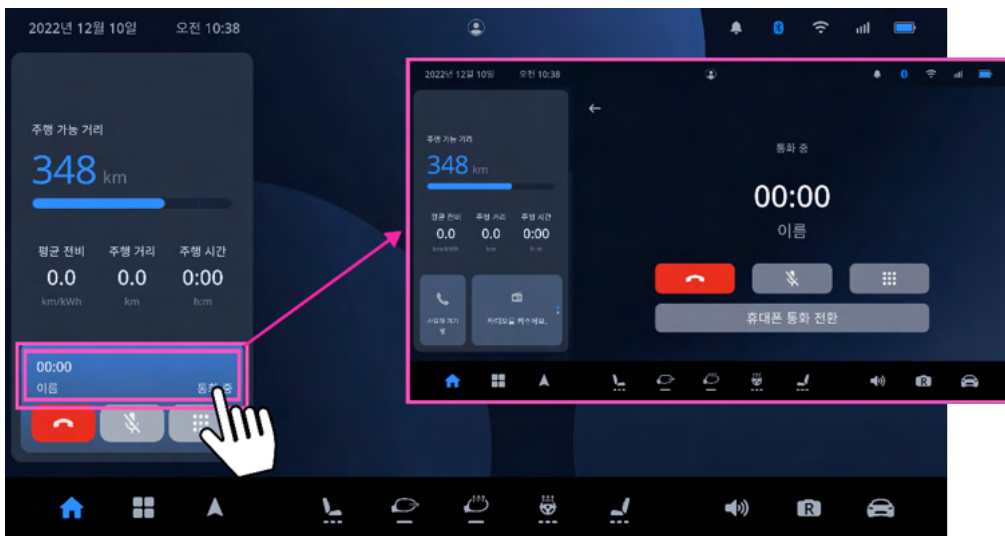 2022년 12월 10일 오전 10:38
주행 가능 거리
348 km
평균 전비 주행 거리 주행 시간
0.0 0.0 0:00
km/kWh km h:m
00:00
이름 통화 중
R
2022년 12월 10일 오전 10:38
주행 가능 거리
348 km
평균 전비 주행 거리 주행 시간
0.0 0.0 0:00
km/kWh km h:m
통화 중
00:00
이름
휴대폰 통화 전환
R